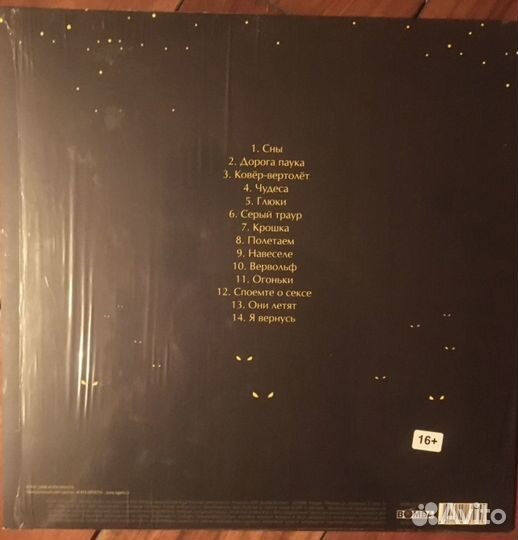 1. Сны
2. Дорога паука
3. Ковёр-вертолёт
4. Чудеса
5. Глюки
6. Серый траур
7. Крошка
8. Полетаем
9. Навеселе
10. Вервольф
11. Огоньки
12. Споемте о сексе
13. Они летят
14. Я вернусь
16+
Avito